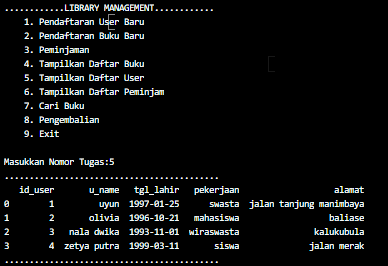 ............LIBRARY MANAGEMENT............
1. Pendaftaran User Baru
2. Pendaftaran Buku Baru
3. Peminjaman
4. Tampilkan Daftar Buku
5. Tampilkan Daftar User
6. Tampilkan Daftar Peminjam
7. Cari Buku
8. Pengembalian
9. Exit
Masukkan Nomor Tugas:5
...........................................
id_user u_name tgl_lahir pekerjaan alamat
0 1 uyun 1997-01-25 swasta jalan tanjung manimbaya
1 2 olivia 1996-10-21 mahasiswa baliase
2 3 nala dwika 1993-11-01 wiraswasta kalukubula
3 4 zetya putra 1999-03-11 siswa jalan merak
...........................................